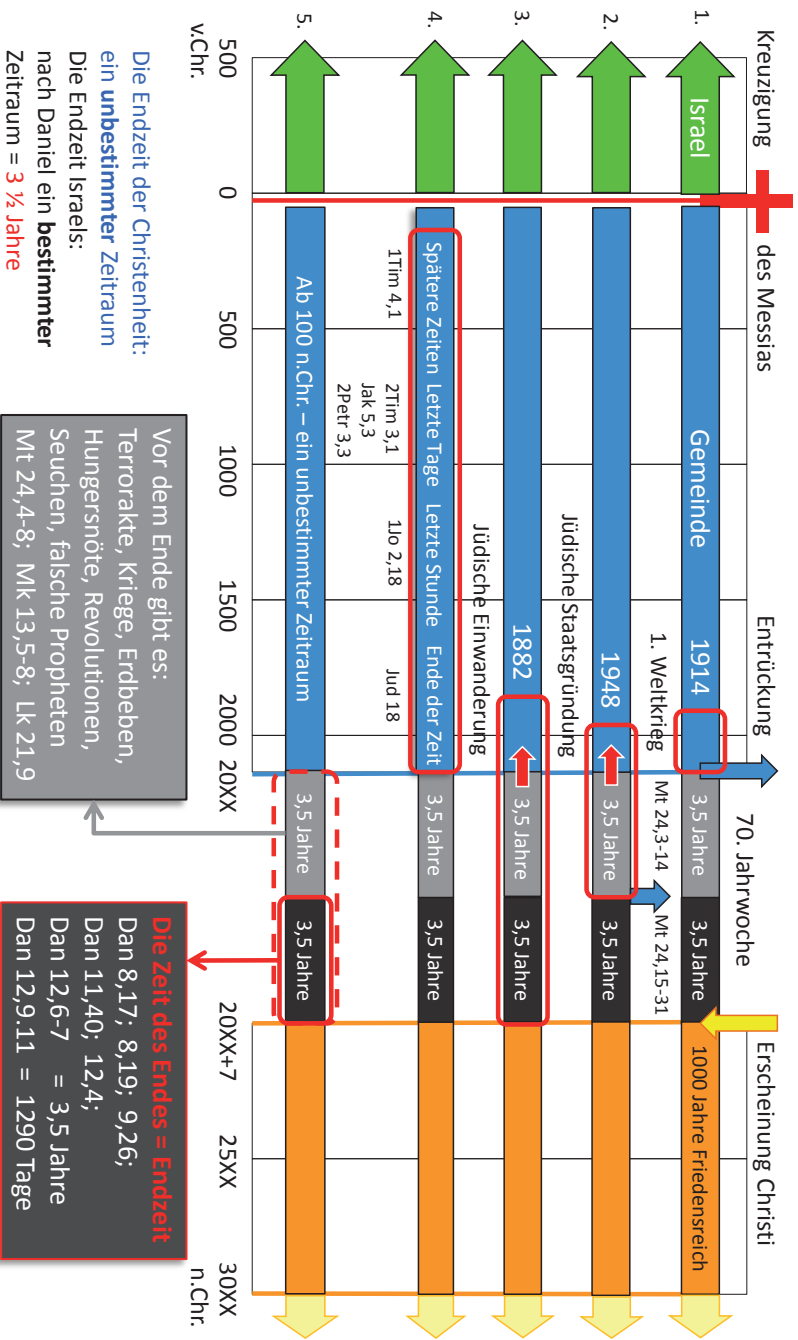 Kreuzigung des Messias
Entrückung
70. Jahrwoche
Erscheinung Christi
1.
Israel
Gemeinde
1914
3,5 Jahre
3,5 Jahre
1000 Jahre Friedensreich
1. Weltkrieg
Mt 24,3-14
Mt 24,15-31
2.
1948
3,5 Jahre
3,5 Jahre
Jüdische Staatsgründung
3.
1882
3,5 Jahre
3,5 Jahre
Jüdische Einwanderung
4.
Spätere Zeiten Letzte Tage Letzte Stunde Ende der Zeit
3,5 Jahre
3,5 Jahre
1Tim 4,1
2Tim 3,1
Jak 5,3
2Petr 3,3
1Jo 2,18
Jud 18
5.
Ab 100 n.Chr. – ein unbestimmter Zeitraum
3,5 Jahre
3,5 Jahre
500 0 500 1000 1500 2000 20XX 20XX+7 25XX 30XX
v.Chr.
n.Chr.
Die Endzeit der Christenheit:
ein unbestimmter Zeitraum
Die Endzeit Israels:
nach Daniel ein bestimmter
Zeitraum = 3 ½ Jahre
Vor dem Ende gibt es:
Terrorakte, Kriege, Erdbeben,
Hungersnöte, Revolutionen,
Seuchen, falsche Propheten
Mt 24,4-8; Mk 13,5-8; Lk 21,9
Die Zeit des Endes = Endzeit
Dan 8,17; 8,19; 9,26;
Dan 11,40; 12,4;
Dan 12,6-7 = 3,5 Jahre
Dan 12,9.11 = 1290 Tage